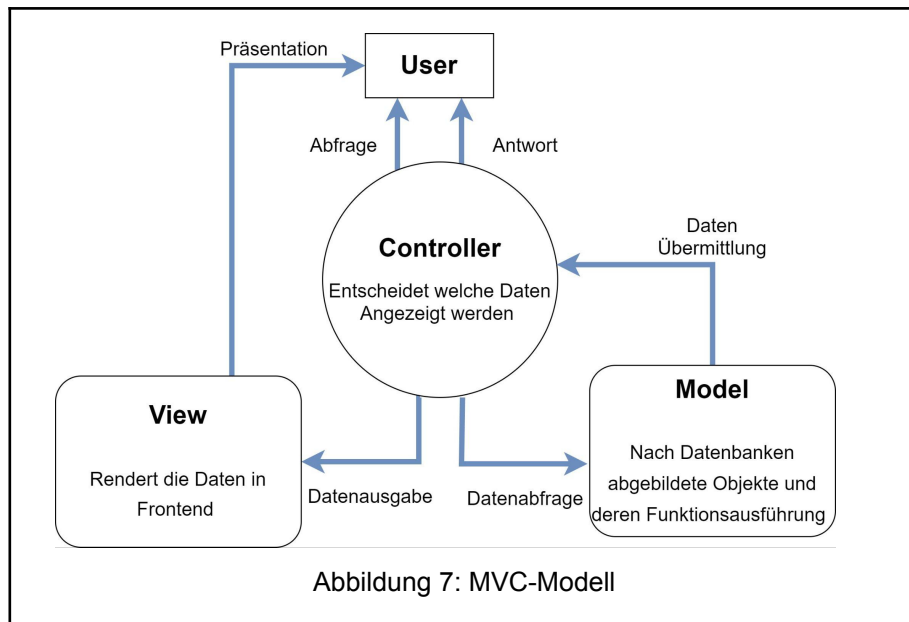 Präsentation
User
Abfrage
Antwort
Controller
Entscheidet welche Daten
Angezeigt werden
Daten
Übermittlung
View
Rendert die Daten in
Frontend
Datenausgabe
Datenabfrage
Model
Nach Datenbanken
abgebildete Objekte und
deren Funktionsausführung
Abbildung 7: MVC-Modell